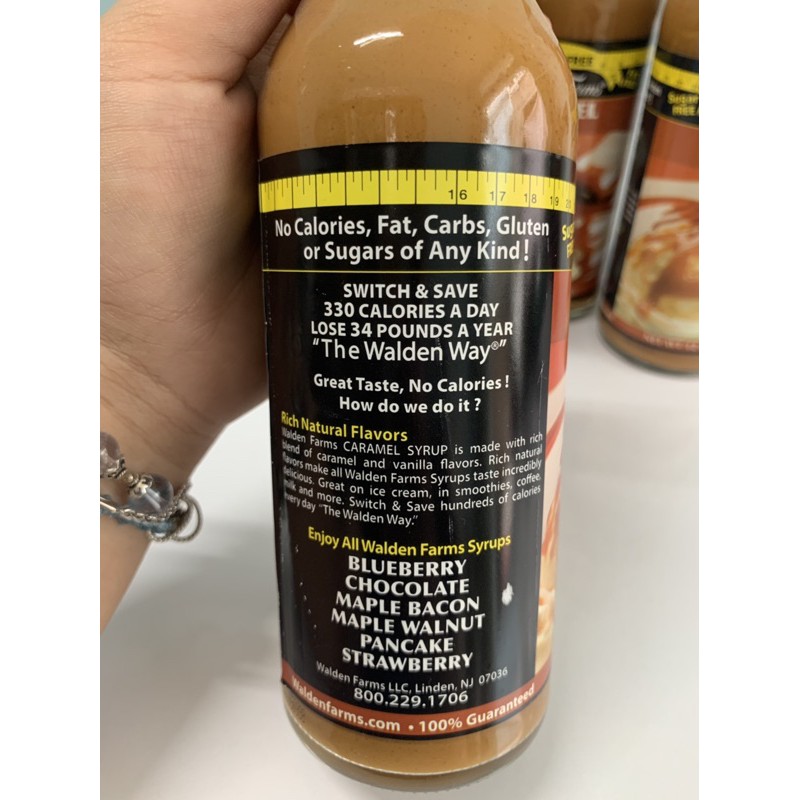 16 17 18 19 20
No Calories, Fat, Carbs, Gluten
or Sugars of Any Kind!
SWITCH & SAVE
330 CALORIES A DAY
LOSE 34 POUNDS A YEAR
"The Walden Way®"
Great Taste, No Calories!
How do we do it?
Rich Natural Flavors
Walden Farms CARAMEL SYRUP is made with rich
blend of caramel and vanilla flavors. Rich natural
flavors make all Walden Farms Syrups taste incredibly
delicious. Great on ice cream, in smoothies, coffee,
milk and more. Switch & Save hundreds of calories
every day "The Walden Way."
Enjoy All Walden Farms Syrups
BLUEBERRY
CHOCOLATE
MAPLE BACON
MAPLE WALNUT
PANCAKE
STRAWBERRY
Walden Farms LLC, Linden, NJ 07036
800.229.1706
Waldenfarms.com • 100% Guaranteed